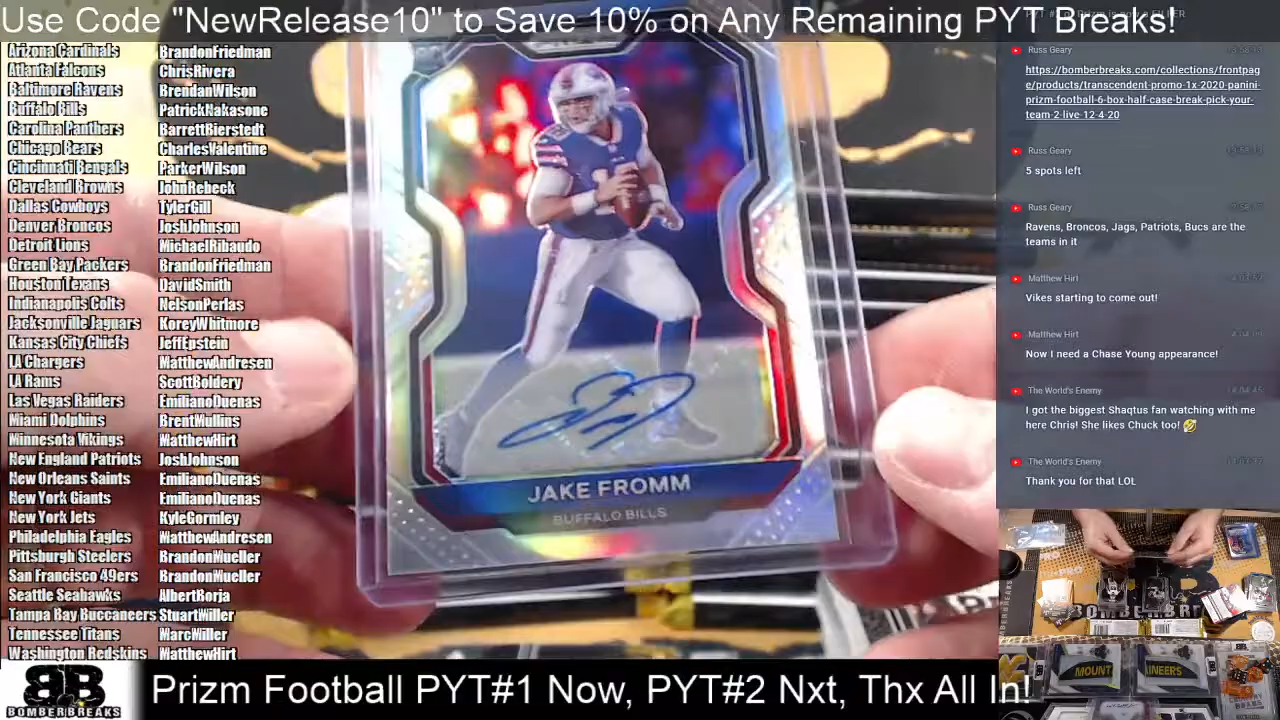 Use Code "NewRelease10" to Save 10% on Any Remaining PYT Breaks!
Arizona Cardinals BrandonFriedman
Atlanta Falcons ChrisRivera
Baltimore Ravens BrendanWilson
Buffalo Bills PatrickNakasone
Carolina Panthers BarrettBierstedt
Chicago Bears CharlesValentine
Cincinnati Bengals ParkerWilson
Cleveland Browns JohnRebeck
Dallas Cowboys TylerGill
Denver Broncos JoshJohnson
Detroit Lions MichaelRibaudo
Green Bay Packers BrandonFriedman
Houston Texans DavidSmith
Indianapolis Colts NelsonPerlas
Jacksonville Jaguars KoreyWhitmore
Kansas City Chiefs JeffEpstein
LA Chargers MatthewAndresen
LA Rams ScottBoldery
Las Vegas Raiders EmilianoDuenas
Miami Dolphins BrentMullins
Minnesota Vikings MatthewHirt
New England Patriots JoshJohnson
New Orleans Saints EmilianoDuenas
New York Giants EmilianoDuenas
New York Jets KyleGormley
Philadelphia Eagles MatthewAndresen
Pittsburgh Steelers BrandonMueller
San Francisco 49ers BrandonMueller
Seattle Seahawks AlbertBorja
Tampa Bay Buccaneers StuartMiller
Tennessee Titans MarcMiller
Washington Redskins MatthewHirt
JAKE FROMM
BUFFALO BILLS
Russ Geary
https://bomberbreaks.com/collections/frontpag
e/products/transcendent-promo-1x-2020-panini-
prizm-football-6-box-half-case-break-pick-your-
team-2-live-12-4-20
Russ Geary
5 spots left
Russ Geary
Ravens, Broncos, Jags, Patriots, Bucs are the
teams in it
Matthew Hirt
Vikes starting to come out!
Matthew Hirt
Now I need a Chase Young appearance!
The World's Enemy
I got the biggest Shaqtus fan watching with me
here Chris! She likes Chuck too! 🤣
The World's Enemy
Thank you for that LOL
BOMBERBREAKS
MOUNT
AINEERS
BB
BOMBERBREAKS
Prizm Football PYT#1 Now, PYT#2 Nxt, Thx All In!